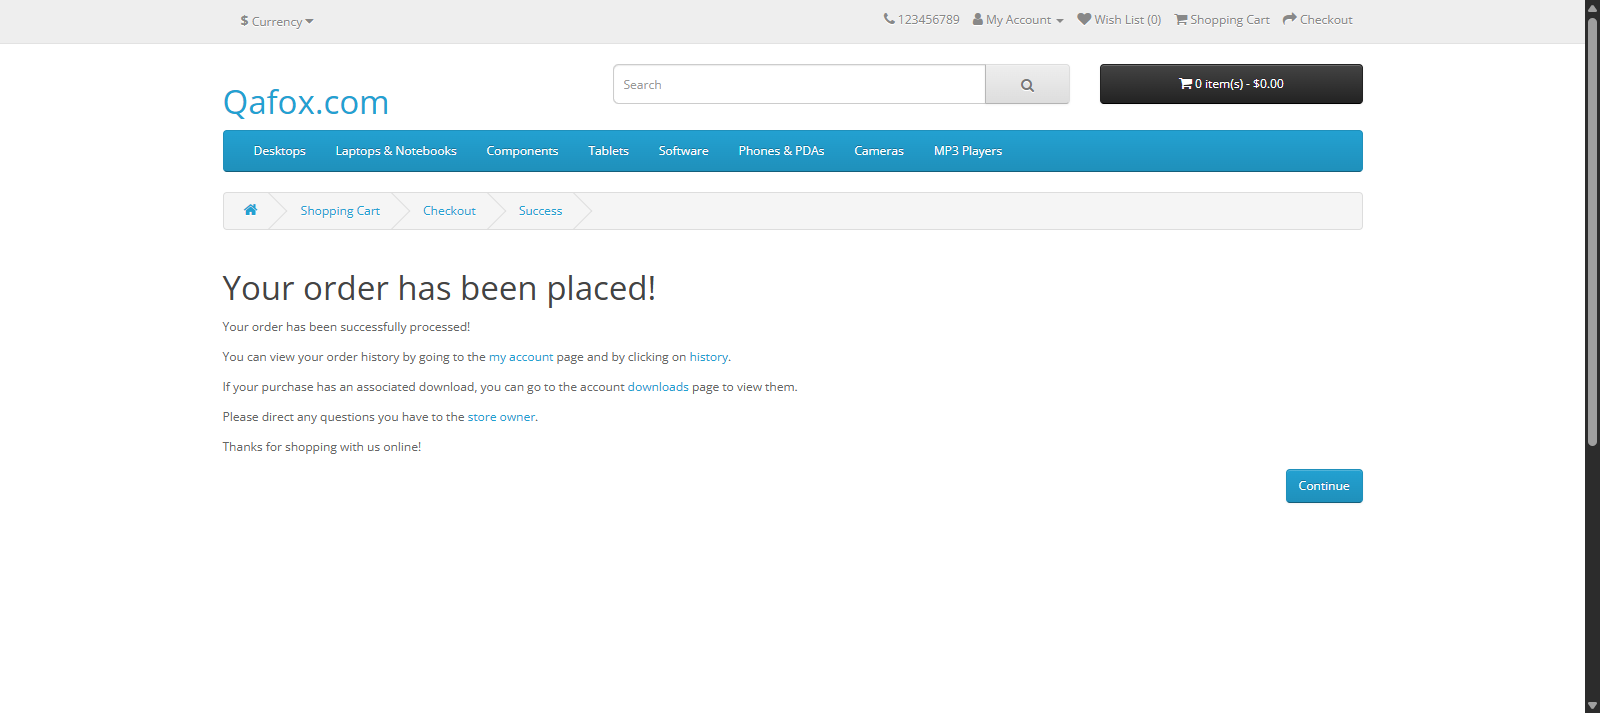 $ Currency
123456789 My Account Wish List (0) Shopping Cart Checkout
Qafox.com
Search
0 item(s) - $0.00
Desktops Laptops & Notebooks Components Tablets Software Phones & PDAs Cameras MP3 Players
Shopping Cart Checkout Success
Your order has been placed!
Your order has been successfully processed!
You can view your order history by going to the my account page and by clicking on history.
If your purchase has an associated download, you can go to the account downloads page to view them.
Please direct any questions you have to the store owner.
Thanks for shopping with us online!
Continue